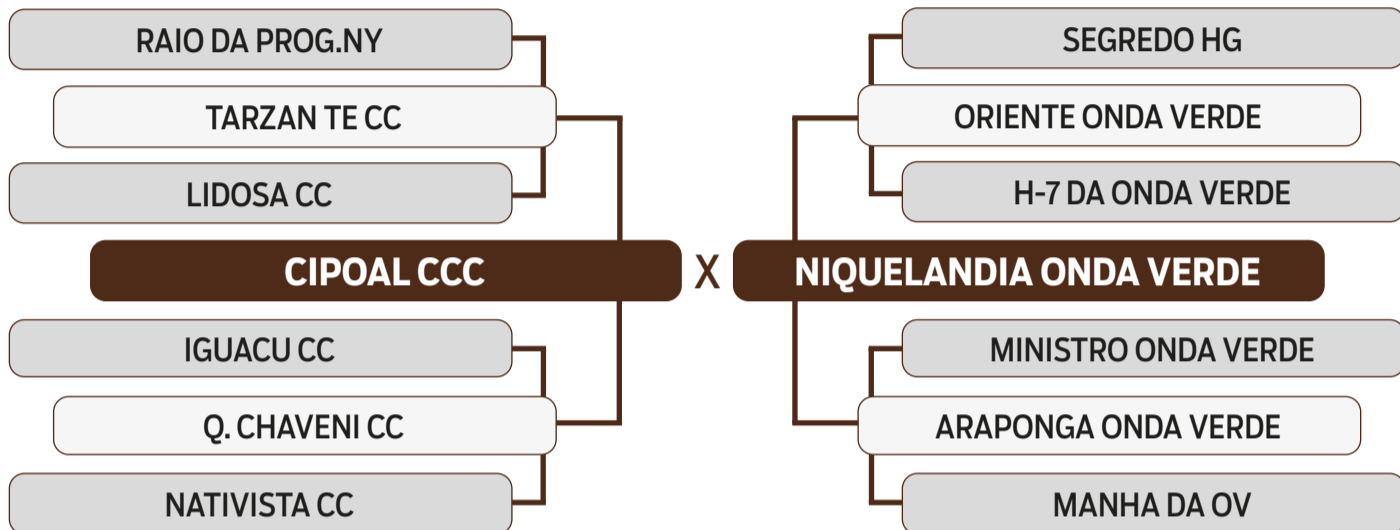 RAIO DA PROG.NY
TARZAN TE CC
LIDOSA CC
CIPOAL CCC
IGUACU CC
Q. CHAVENI CC
NATIVISTA CC
X
SEGREDO HG
ORIENTE ONDA VERDE
H-7 DA ONDA VERDE
NIQUELANDIA ONDA VERDE
MINISTRO ONDA VERDE
ARAPONGA ONDA VERDE
MANHA DA OV